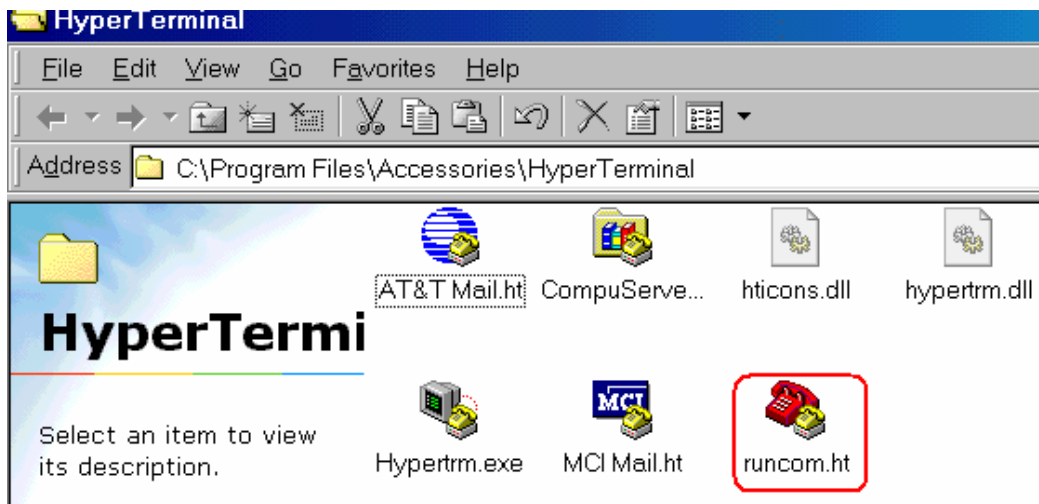 HyperTerminal
File Edit View Go Favorites Help
Address C:\Program Files\Accessories\HyperTerminal
AT&T Mail.ht CompuServe... hticons.dll hypertrm.dll
HyperTermi
MCI
Select an item to view
its description.
Hypertrm.exe MCI Mail.ht runcom.ht